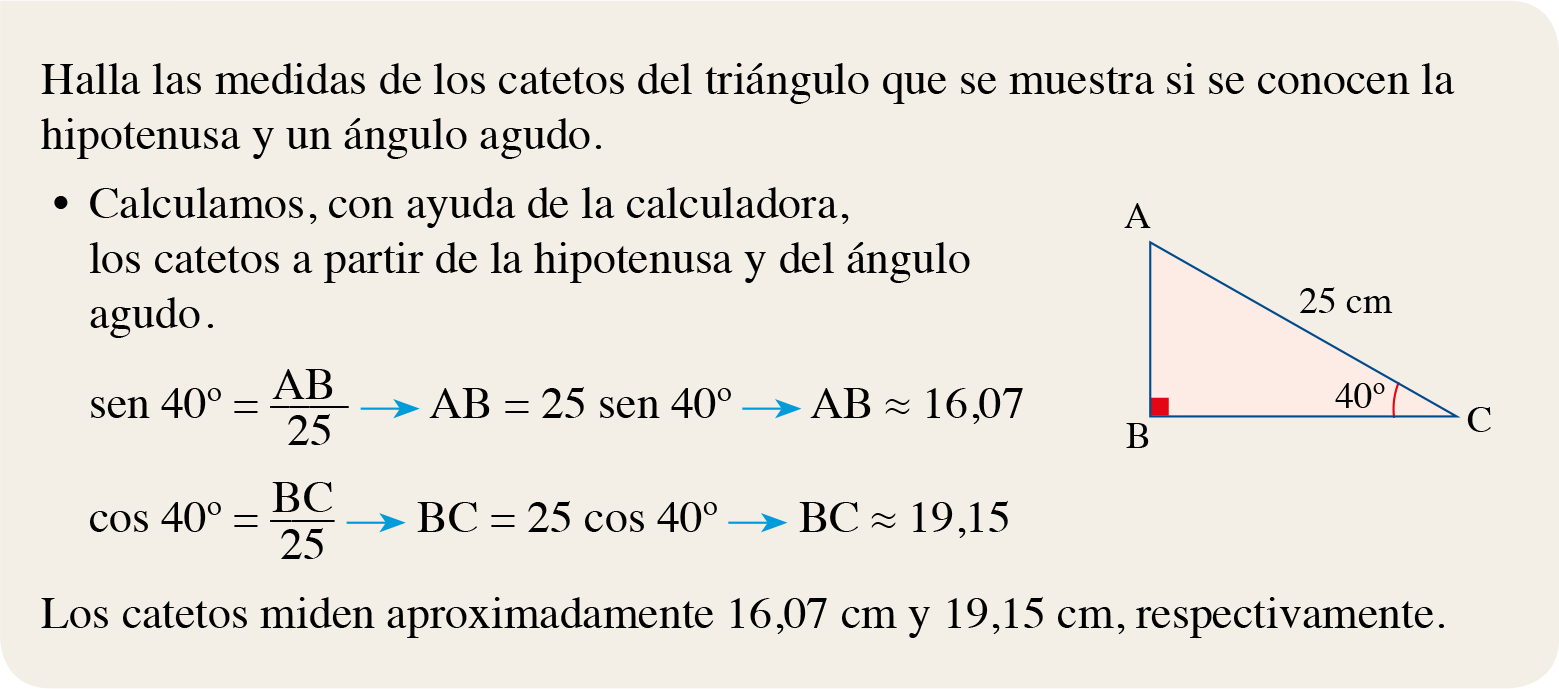 Halla las medidas de los catetos del triángulo que se muestra si se conocen la
hipotenusa y un ángulo agudo.
• Calculamos, con ayuda de la calculadora,
los catetos a partir de la hipotenusa y del ángulo
agudo.
sen 40º = AB/25 → AB = 25 sen 40º → AB ≈ 16,07
cos 40º = BC/25 → BC = 25 cos 40º → BC ≈ 19,15
A
25 cm
40º
B
C
Los catetos miden aproximadamente 16,07 cm y 19,15 cm, respectivamente.